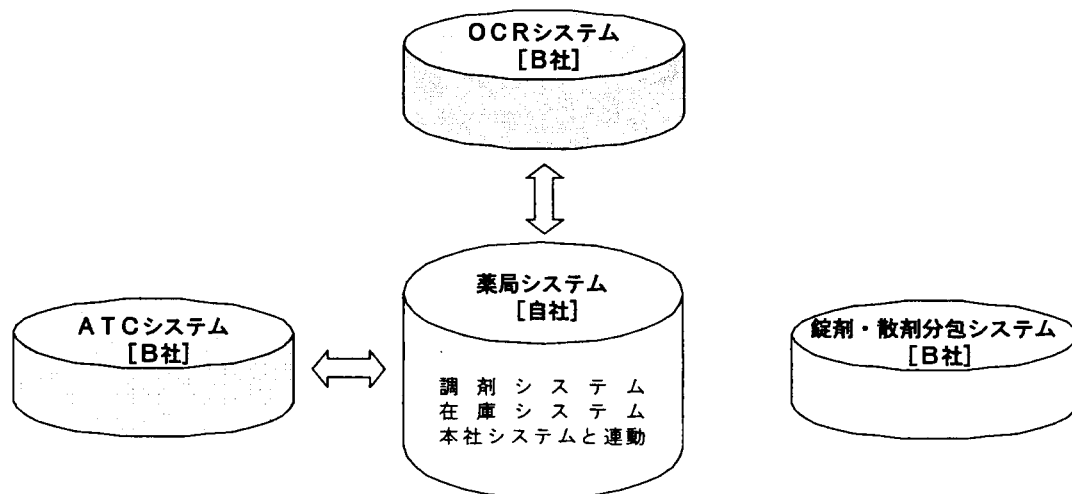 OCRシステム
[B社]
薬局システム
[自社]
ATCシステム
[B社]
錠剤・散剤分包システム
[B社]
調剤システム
在庫システム
本社システムと連動